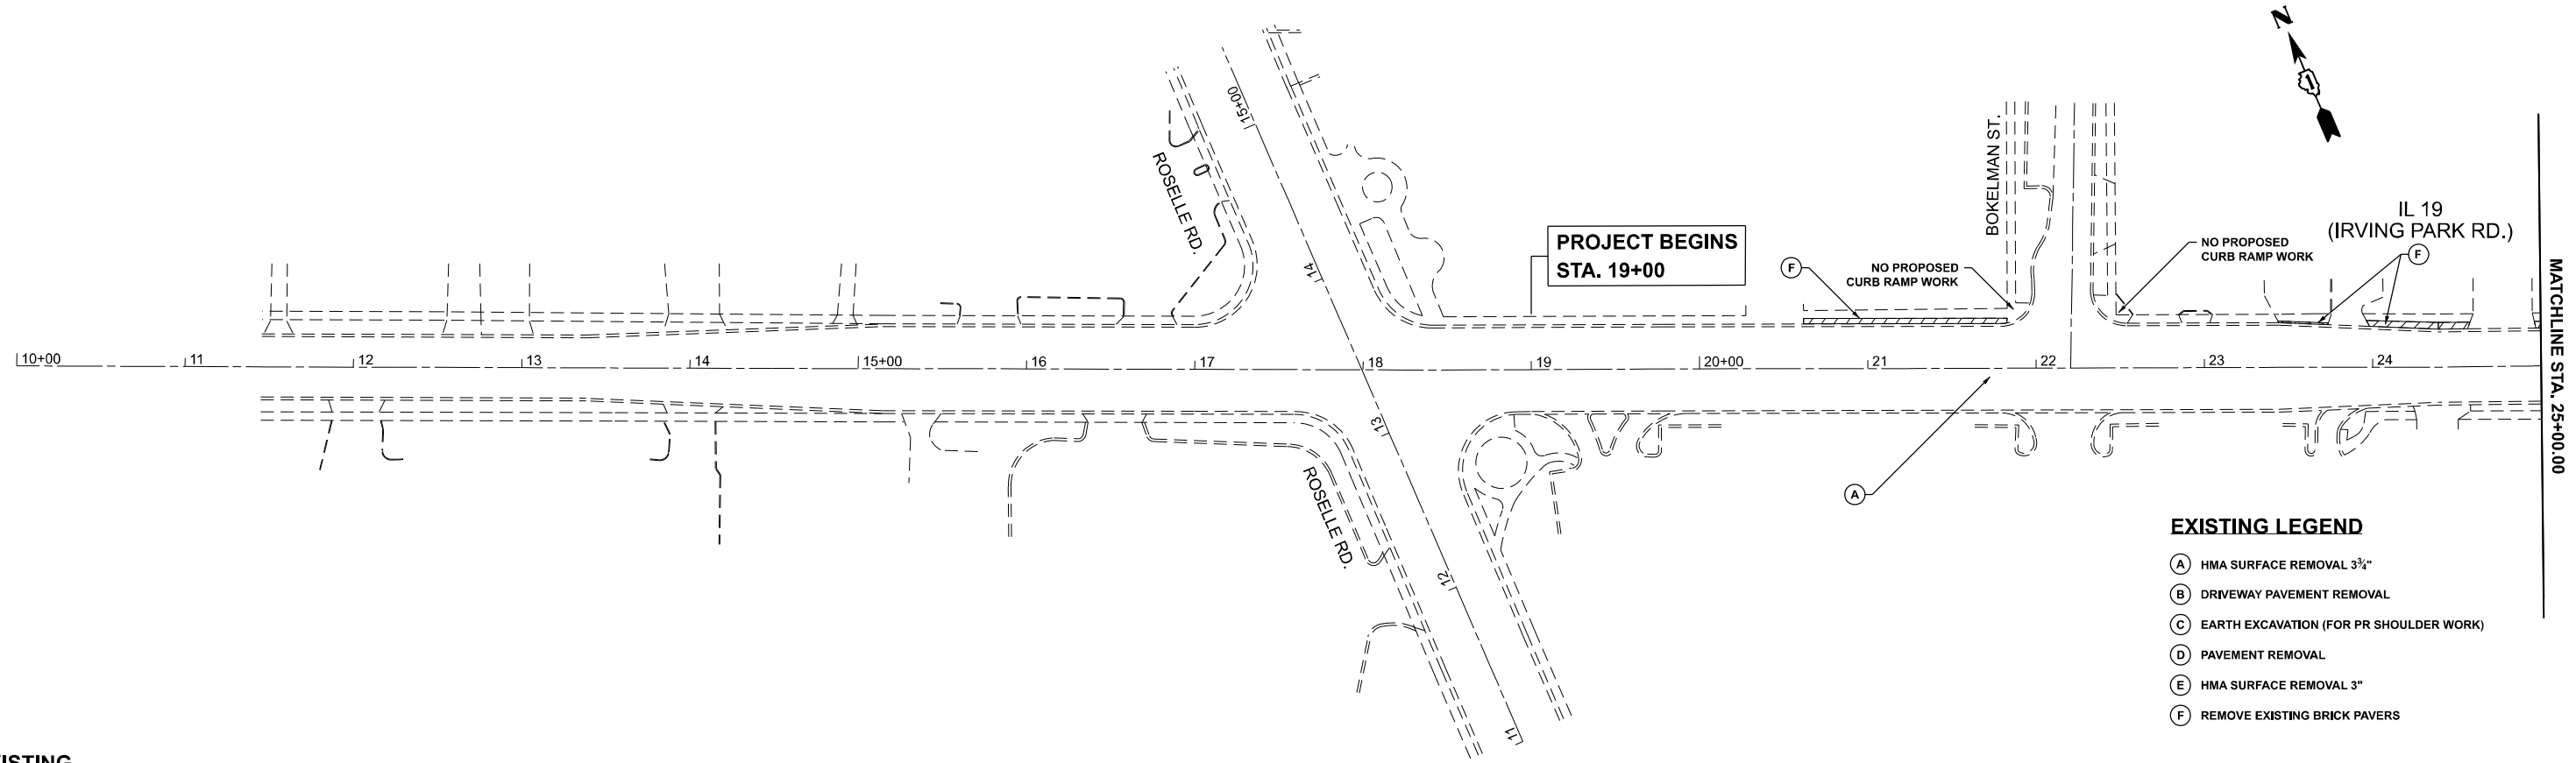 N
1
15+00
ROSELLE RD.
14
PROJECT BEGINS
STA. 19+00
F
NO PROPOSED
CURB RAMP WORK
BOKELMAN ST.
NO PROPOSED
CURB RAMP WORK
IL 19
(IRVING PARK RD.)
F
MATCHLINE STA. 25+00.00
10+00
11
12
13
14
15+00
16
17
18
19
20+00
21
22
23
24
13
A
ROSELLE RD.
12
11
EXISTING LEGEND
A HMA SURFACE REMOVAL 3¾"
B DRIVEWAY PAVEMENT REMOVAL
C EARTH EXCAVATION (FOR PR SHOULDER WORK)
D PAVEMENT REMOVAL
E HMA SURFACE REMOVAL 3"
F REMOVE EXISTING BRICK PAVERS